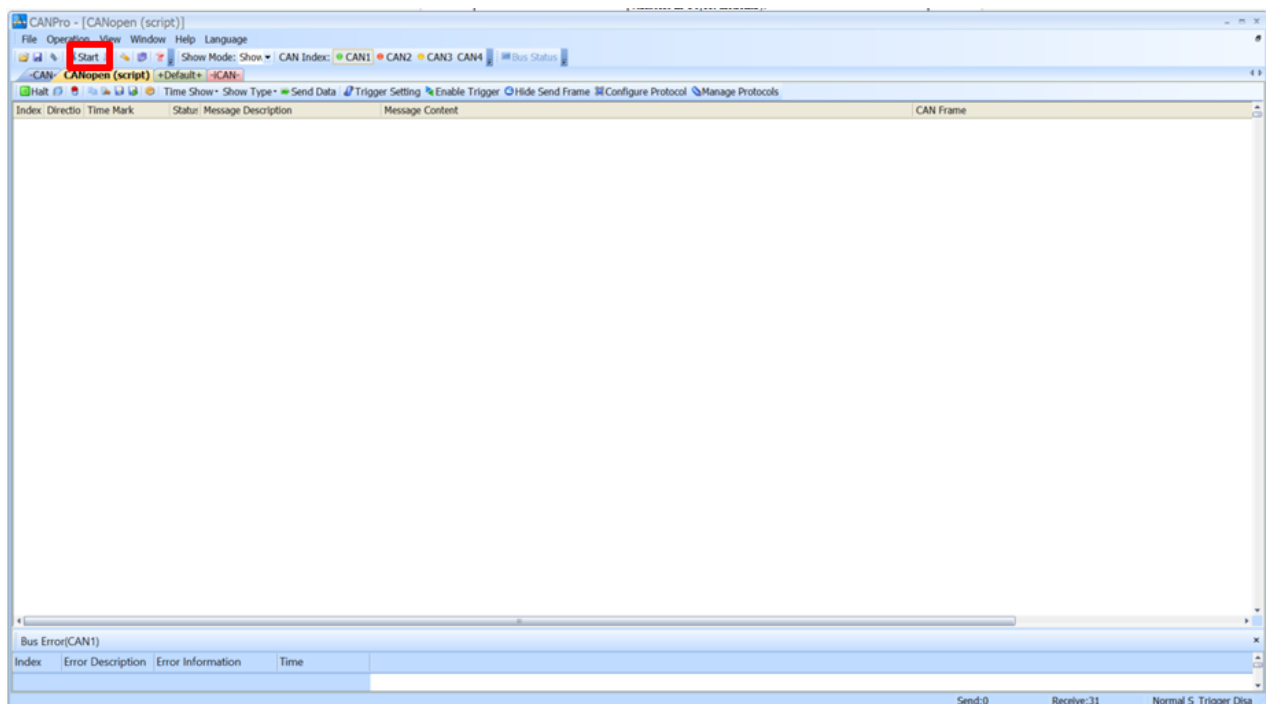 CANPro - [CANopen (script)]
File Operation View Window Help Language
Start Show Mode: Show CAN Index: CAN1 CAN2 CAN3 CAN4 Bus Status
-CAN- CANopen (script) +Default+ -ICAN-
Halt Time Show Show Type Send Data Trigger Setting Enable Trigger Hide Send Frame Configure Protocol Manage Protocols
Index Directio Time Mark Status Message Description Message Content CAN Frame
Bus Error(CAN1)
Index Error Description Error Information Time
Send:0 Receive:31 Normal S Trigger Disa